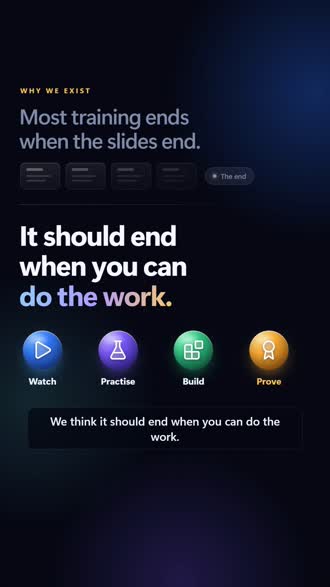 WHY WE EXIST
Most training ends
when the slides end.
The end
It should end
when you can
do the work.
Watch
Practise
Build
Prove
We think it should end when you can do the
work.